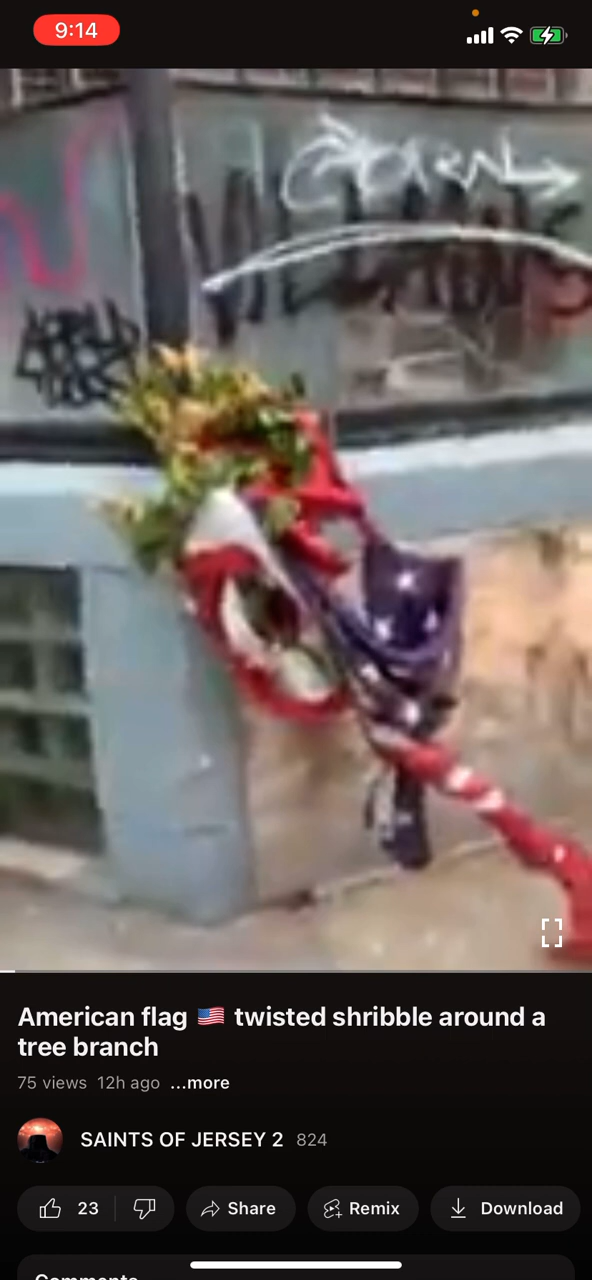 9:14
American flag 🇺🇸 twisted shribble around a
tree branch
75 views 12h ago ...more
SAINTS OF JERSEY 2 824
23 Share Remix Download
Comments